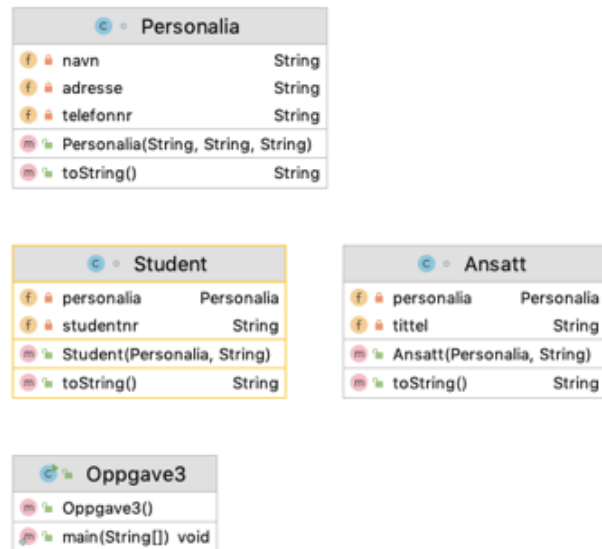 Personalia
navn String
adresse String
telefonnr String
Personalia(String, String, String)
toString() String
Student
personalia Personalia
studentnr String
Student(Personalia, String)
toString() String
Ansatt
personalia Personalia
tittel String
Ansatt(Personalia, String)
toString() String
Oppgave3
Oppgave3()
main(String[]) void